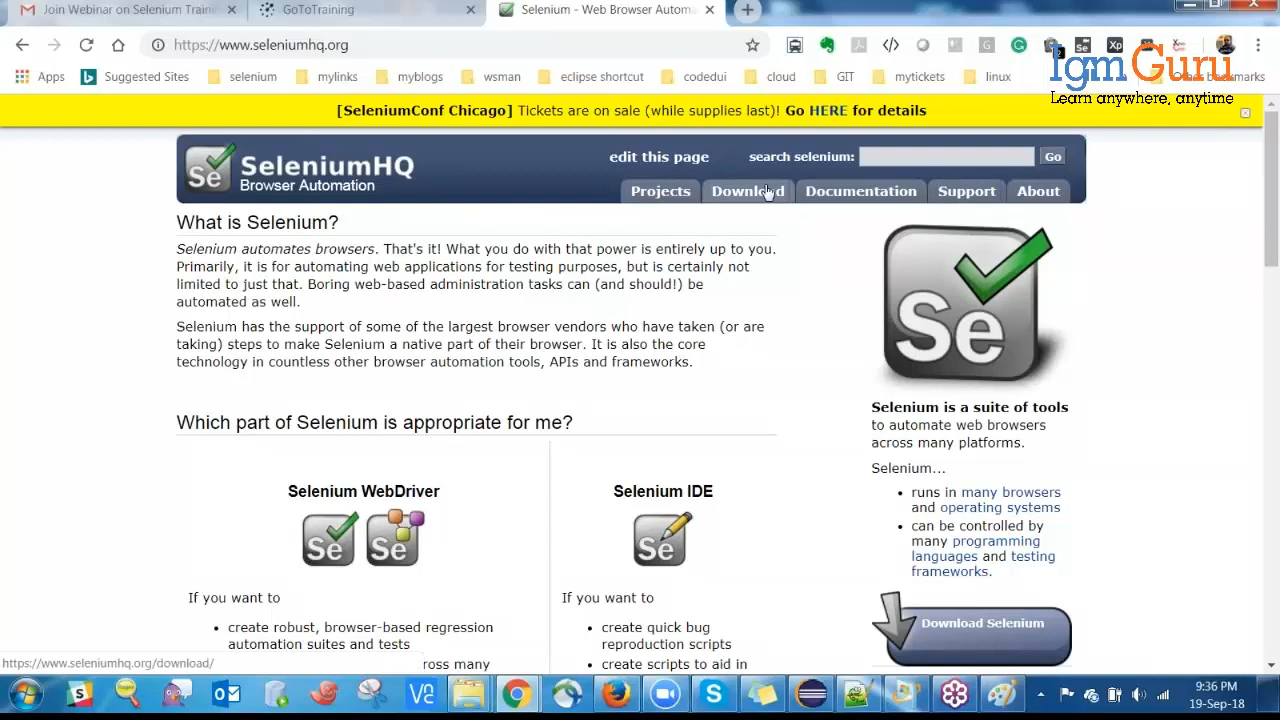 Join Webinar on Selenium Traini
GoToTraining
Selenium - Web Browser Autom
https://www.seleniumhq.org
Apps
Suggested Sites
selenium
mylinks
myblogs
wsman
eclipse shortcut
codedui
cloud
GIT
mytickets
linux
Other bookmarks
Igm Guru
Learn anywhere, anytime
[SeleniumConf Chicago] Tickets are on sale (while supplies last)! Go HERE for details
SeleniumHQ
Browser Automation
edit this page
search selenium:
Go
Projects
Download
Documentation
Support
About
What is Selenium?
Selenium automates browsers. That's it! What you do with that power is entirely up to you.
Primarily, it is for automating web applications for testing purposes, but is certainly not
limited to just that. Boring web-based administration tasks can (and should!) be
automated as well.
Selenium has the support of some of the largest browser vendors who have taken (or are
taking) steps to make Selenium a native part of their browser. It is also the core
technology in countless other browser automation tools, APIs and frameworks.
Which part of Selenium is appropriate for me?
Selenium WebDriver
Se
Se
If you want to
• create robust, browser-based regression
automation suites and tests
ross many
Selenium IDE
Se
If you want to
• create quick bug
reproduction scripts
• create scripts to aid in
Se
Selenium is a suite of tools
to automate web browsers
across many platforms.
Selenium...
• runs in many browsers
and operating systems
• can be controlled by
many programming
languages and testing
frameworks.
Download Selenium
https://www.seleniumhq.org/download/
9:36 PM
19-Sep-18